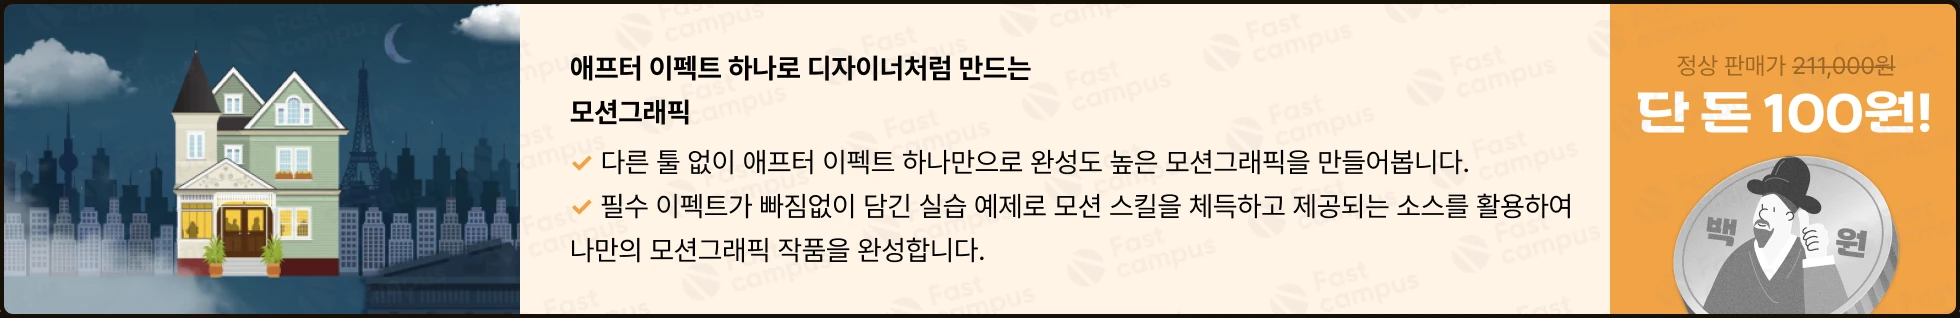 애프터 이펙트 하나로 디자이너처럼 만드는
모션그래픽
다른 툴 없이 애프터 이펙트 하나만으로 완성도 높은 모션그래픽을 만들어봅니다.
필수 이펙트가 빠짐없이 담긴 실습 예제로 모션 스킬을 체득하고 제공되는 소스를 활용하여
나만의 모션그래픽 작품을 완성합니다.
정상 판매가 211,000원
단 돈 100원!
백 원
Fast campus